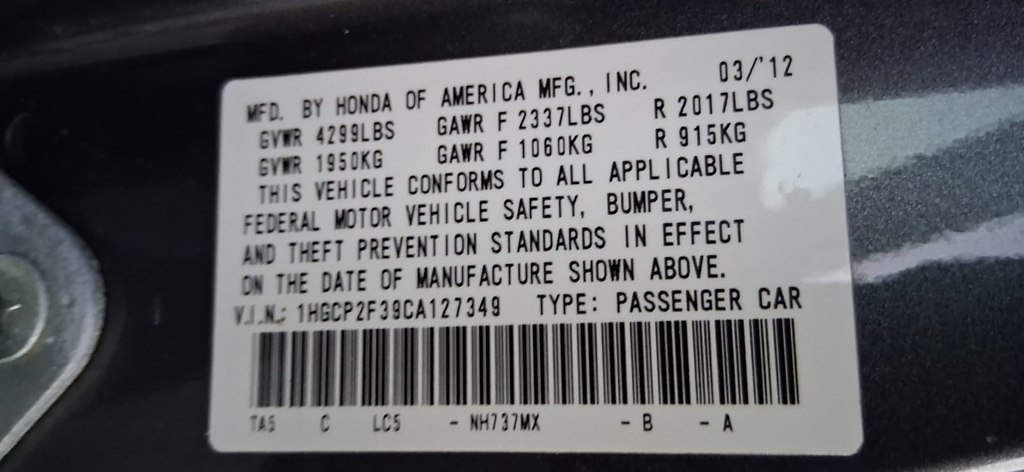 MFD. BY HONDA OF AMERICA MFG., INC. 03/'12
GVWR 4299LBS GAWR F 2337LBS R 2017LBS
GVWR 1950KG GAWR F 1060KG R 915KG
THIS VEHICLE CONFORMS TO ALL APPLICABLE
FEDERAL MOTOR VEHICLE SAFETY, BUMPER,
AND THEFT PREVENTION STANDARDS IN EFFECT
ON THE DATE OF MANUFACTURE SHOWN ABOVE.
V.I.N.: 1HGCP2F39CA127349 TYPE: PASSENGER CAR
TA5 C LC5 - NH737MX - B - A